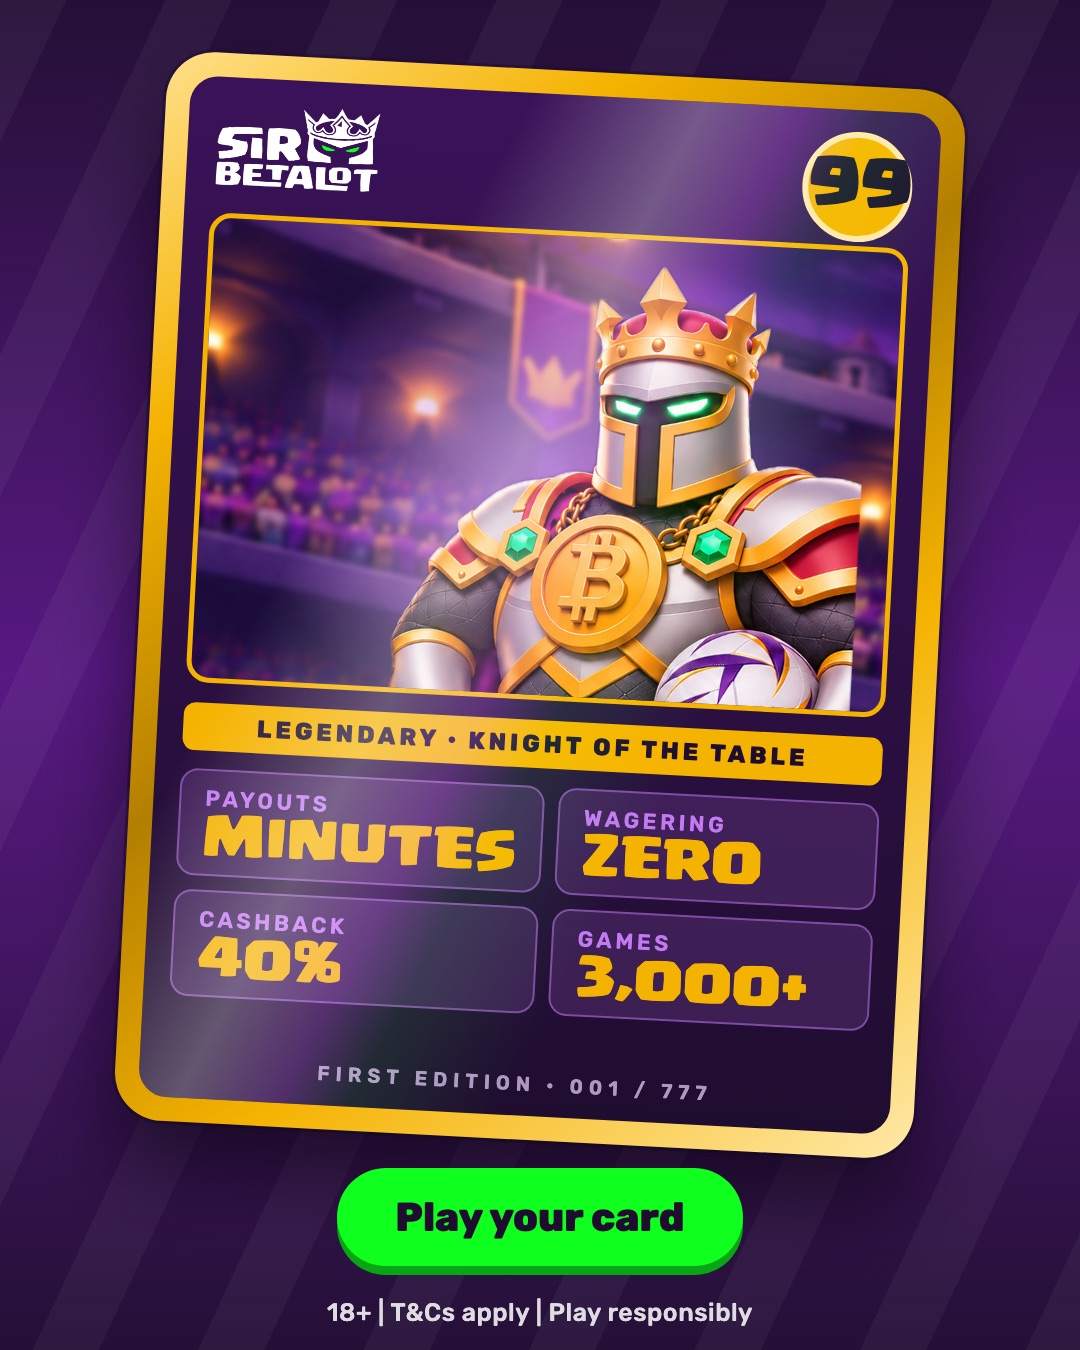 SIR
BETALOT
99
LEGENDARY • KNIGHT OF THE TABLE
PAYOUTS
MINUTES
WAGERING
ZERO
CASHBACK
40%
GAMES
3,000+
FIRST EDITION • 001 / 777
Play your card
18+ | T&Cs apply | Play responsibly